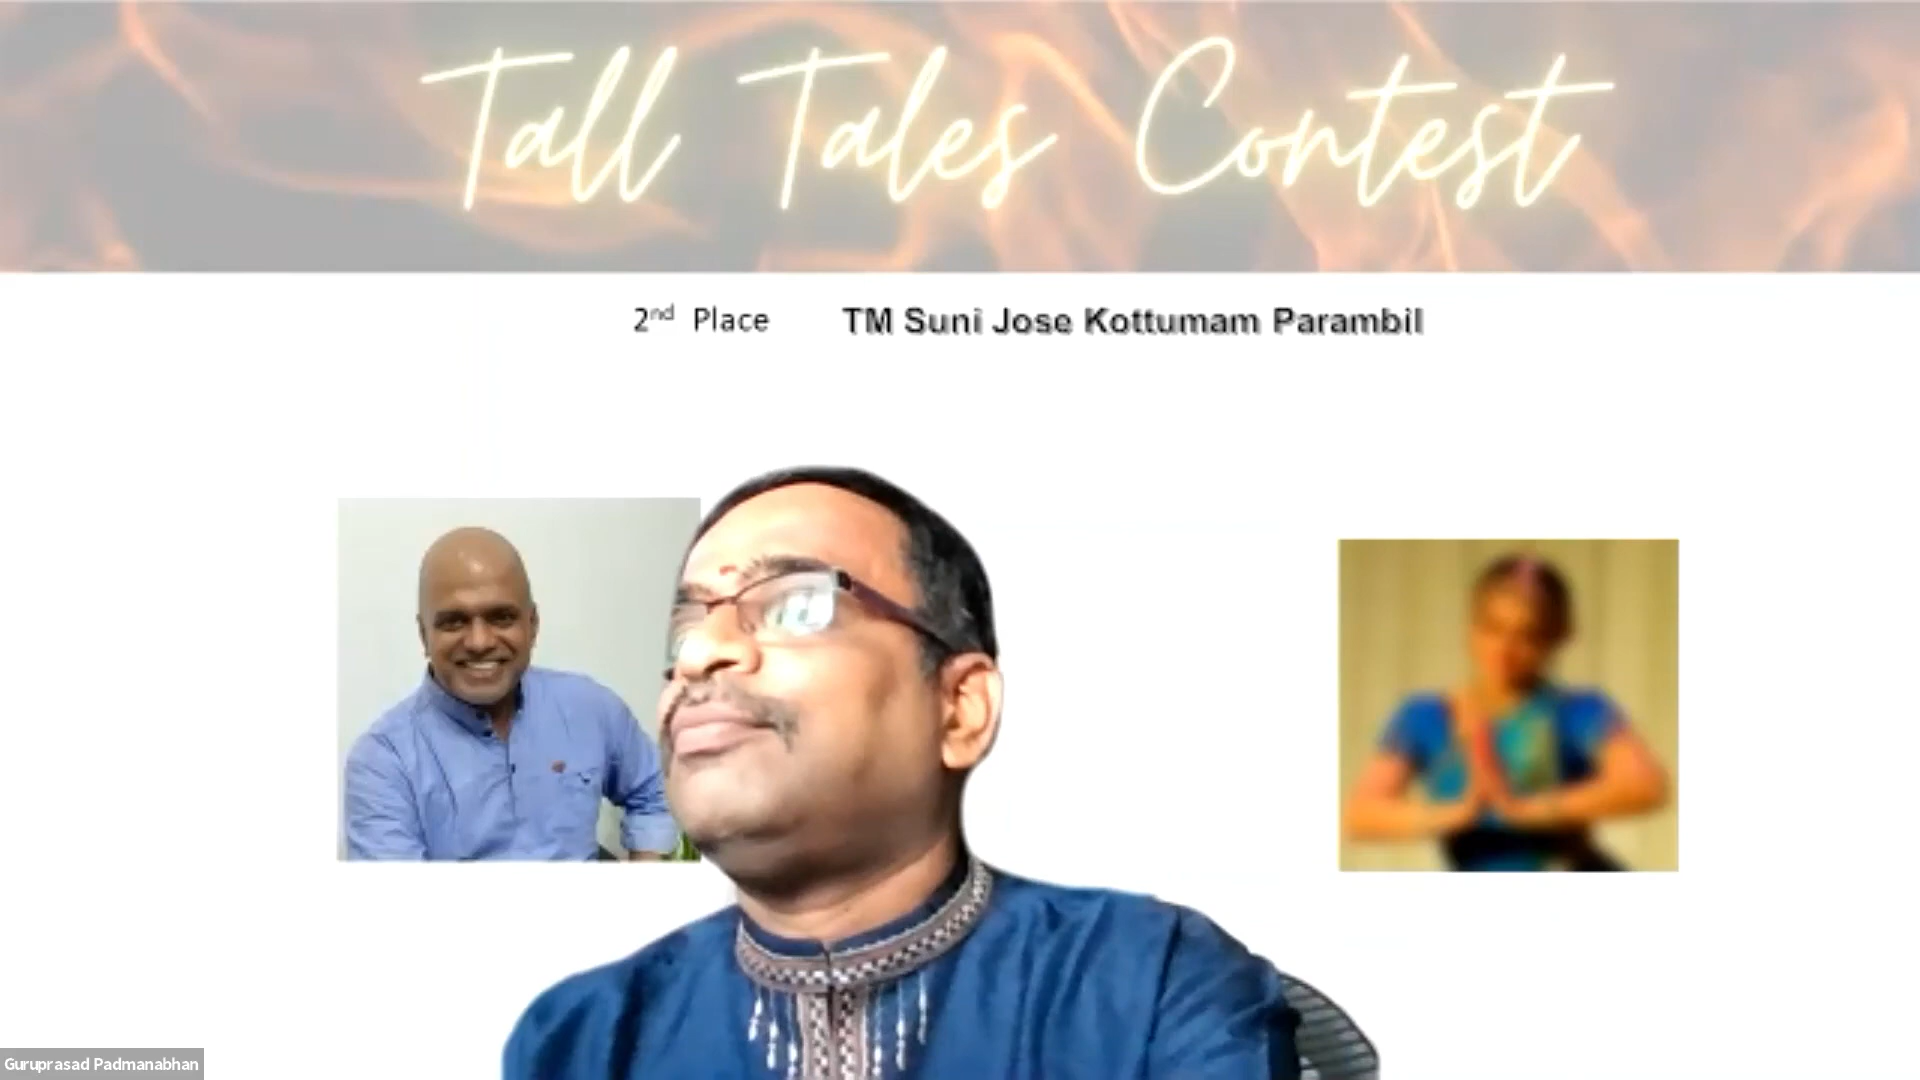 Tall Tales Contest
2nd Place TM Suni Jose Kottumam Parambil
Guruprasad Padmanabhan